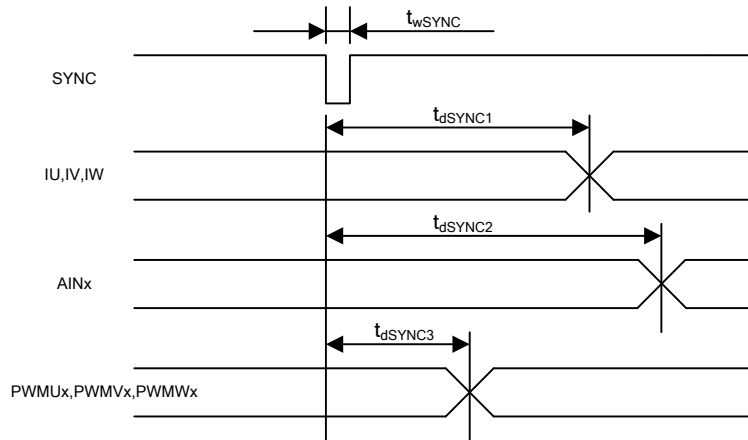 twSYNC
SYNC
tdSYNC1
IU,IV,IW
tdSYNC2
AINx
tdSYNC3
PWMUx,PWMVx,PWMWx